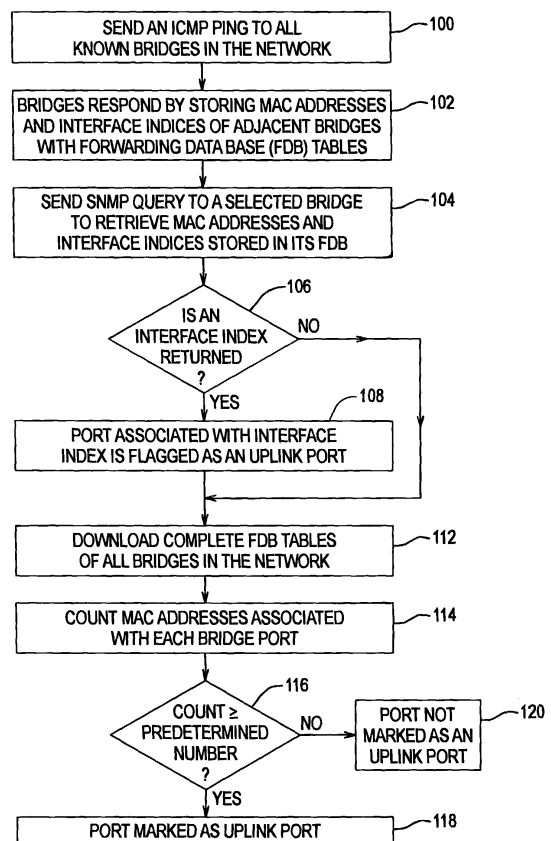 SEND AN ICMP PING TO ALL
KNOWN BRIDGES IN THE NETWORK
100
BRIDGES RESPOND BY STORING MAC ADDRESSES
AND INTERFACE INDICES OF ADJACENT BRIDGES
WITH FORWARDING DATA BASE (FDB) TABLES
102
SEND SNMP QUERY TO A SELECTED BRIDGE
TO RETRIEVE MAC ADDRESSES AND
INTERFACE INDICES STORED IN ITS FDB
104
106
IS AN
INTERFACE INDEX
RETURNED
?
NO
YES
108
PORT ASSOCIATED WITH INTERFACE
INDEX IS FLAGGED AS AN UPLINK PORT
DOWNLOAD COMPLETE FDB TABLES
OF ALL BRIDGES IN THE NETWORK
112
COUNT MAC ADDRESSES ASSOCIATED
WITH EACH BRIDGE PORT
114
116
COUNT ≥
PREDETERMINED
NUMBER
?
NO
YES
PORT NOT
MARKED AS AN
UPLINK PORT
120
PORT MARKED AS UPLINK PORT
118